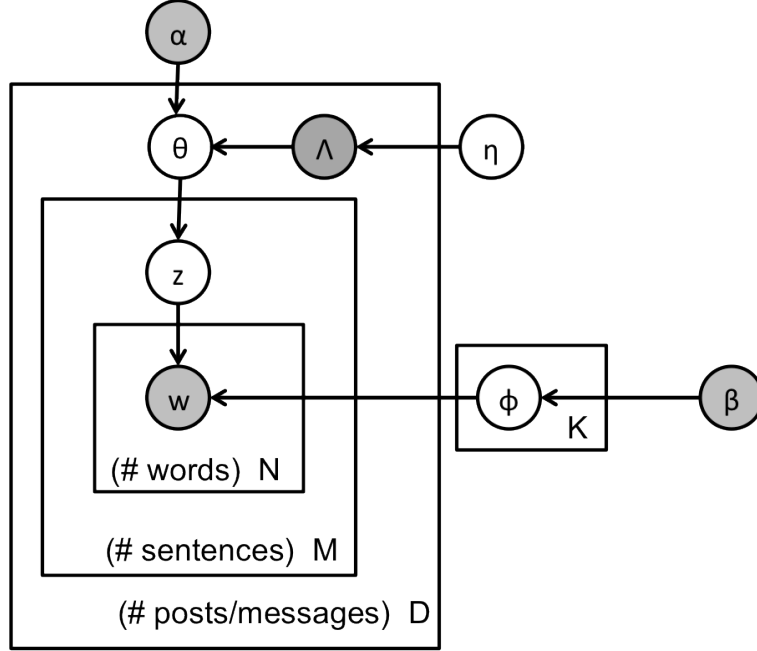 α
θ
Λ
η
z
w
ϕ
β
K
(# words) N
(# sentences) M
(# posts/messages) D